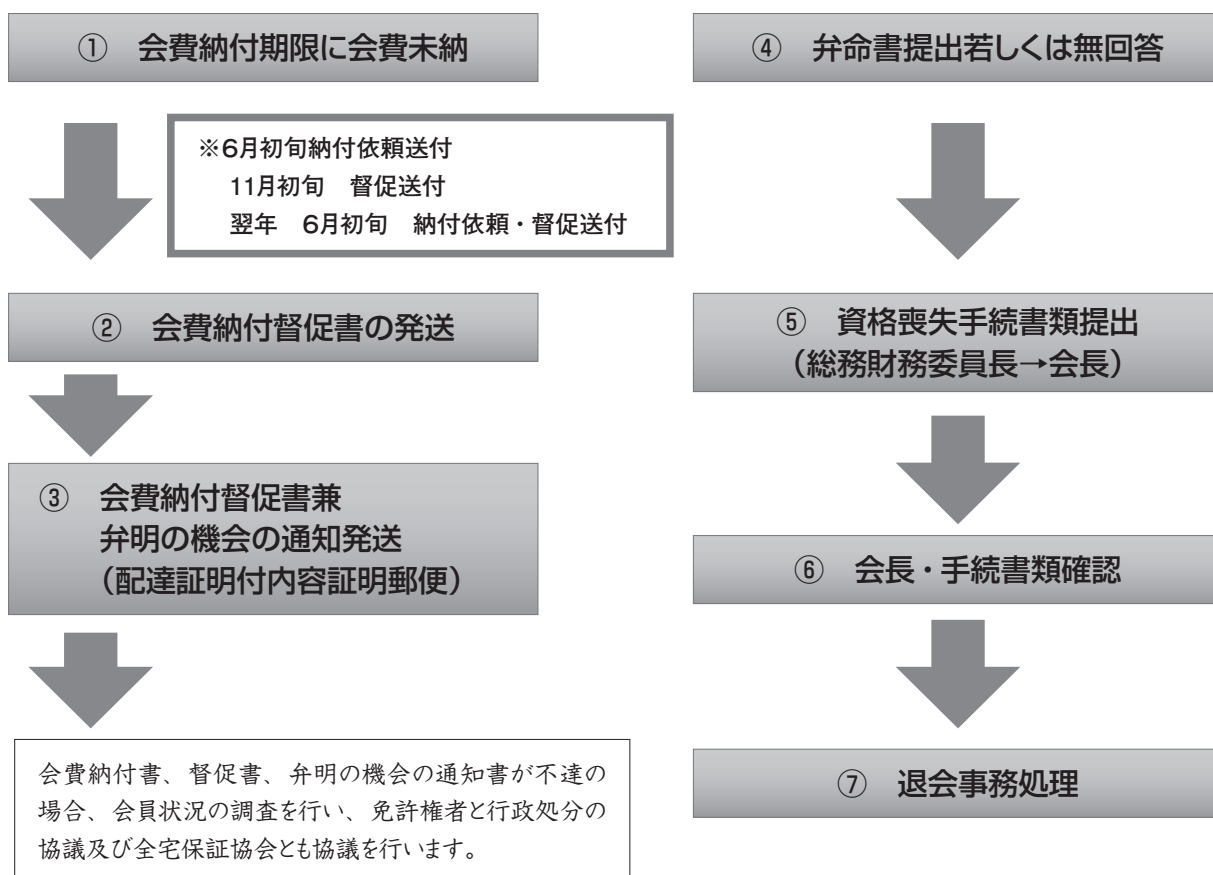 ① 会費納付期限に会費未納
※6月初旬納付依頼送付
11月初旬 督促送付
翌年 6月初旬 納付依頼・督促送付
② 会費納付督促書の発送
③ 会費納付督促書兼
弁明の機会の通知発送
（配達証明付内容証明郵便）
会費納付書、督促書、弁明の機会の通知書が不達の
場合、会員状況の調査を行い、免許権者と行政処分の
協議及び全宅保証協会とも協議を行います。
④ 弁命書提出若しくは無回答
⑤ 資格喪失手続書類提出
（総務財務委員長→会長）
⑥ 会長・手続書類確認
⑦ 退会事務処理